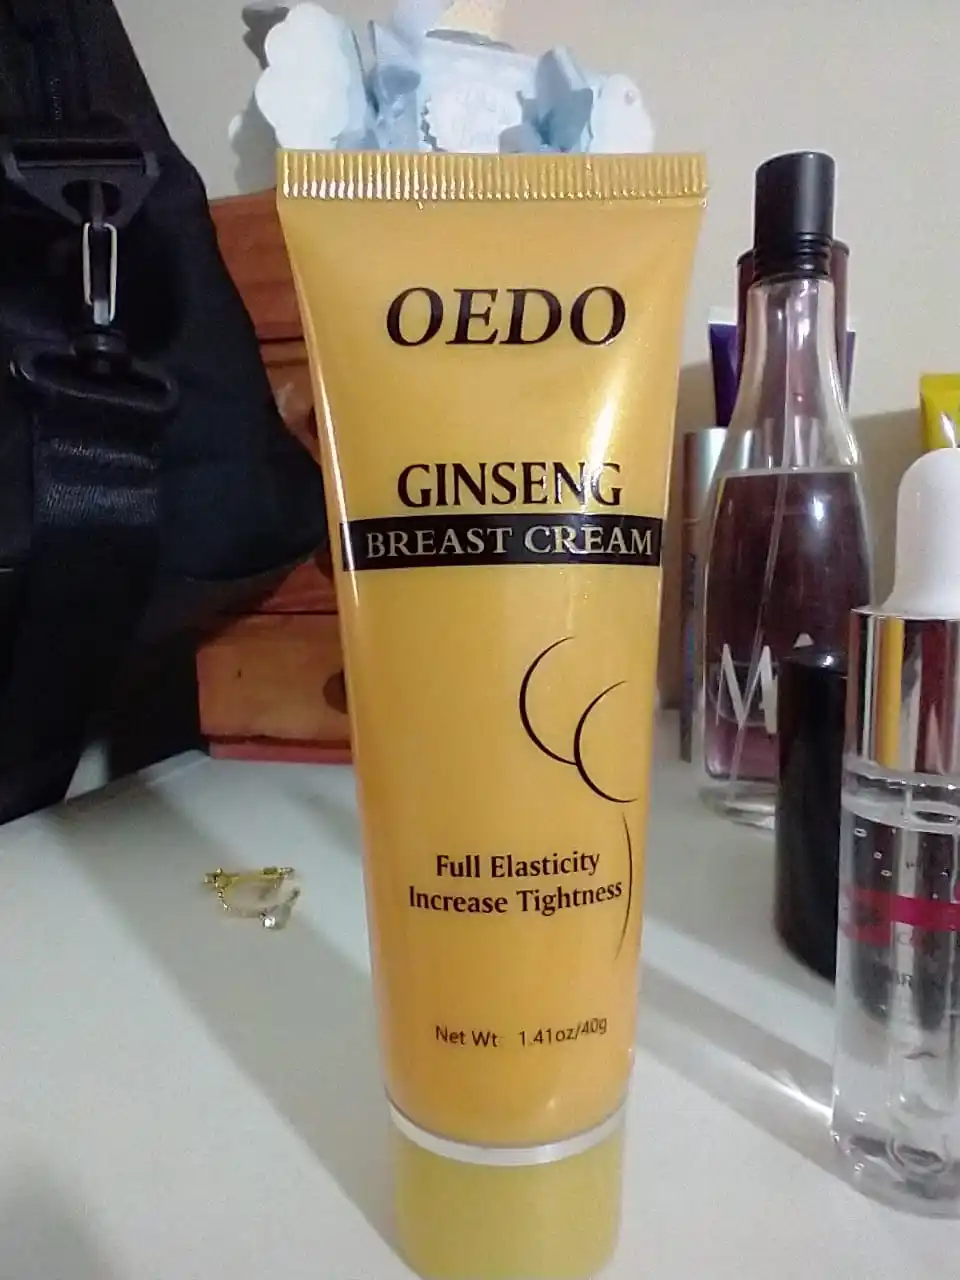 OEDO
GINSENG
BREAST CREAM
Full Elasticity
Increase Tightness
Net Wt 1.41oz/40g